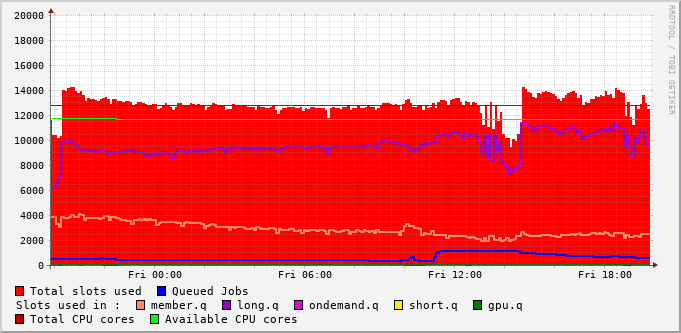 20000
18000
16000
14000
12000
10000
8000
6000
4000
2000
0
Fri 00:00 Fri 06:00 Fri 12:00 Fri 18:00
RRDTOOL / TOBI OETIKER
Total slots used Queued Jobs
Slots used in : member.q long.q ondemand.q short.q gpu.q
Total CPU cores Available CPU cores